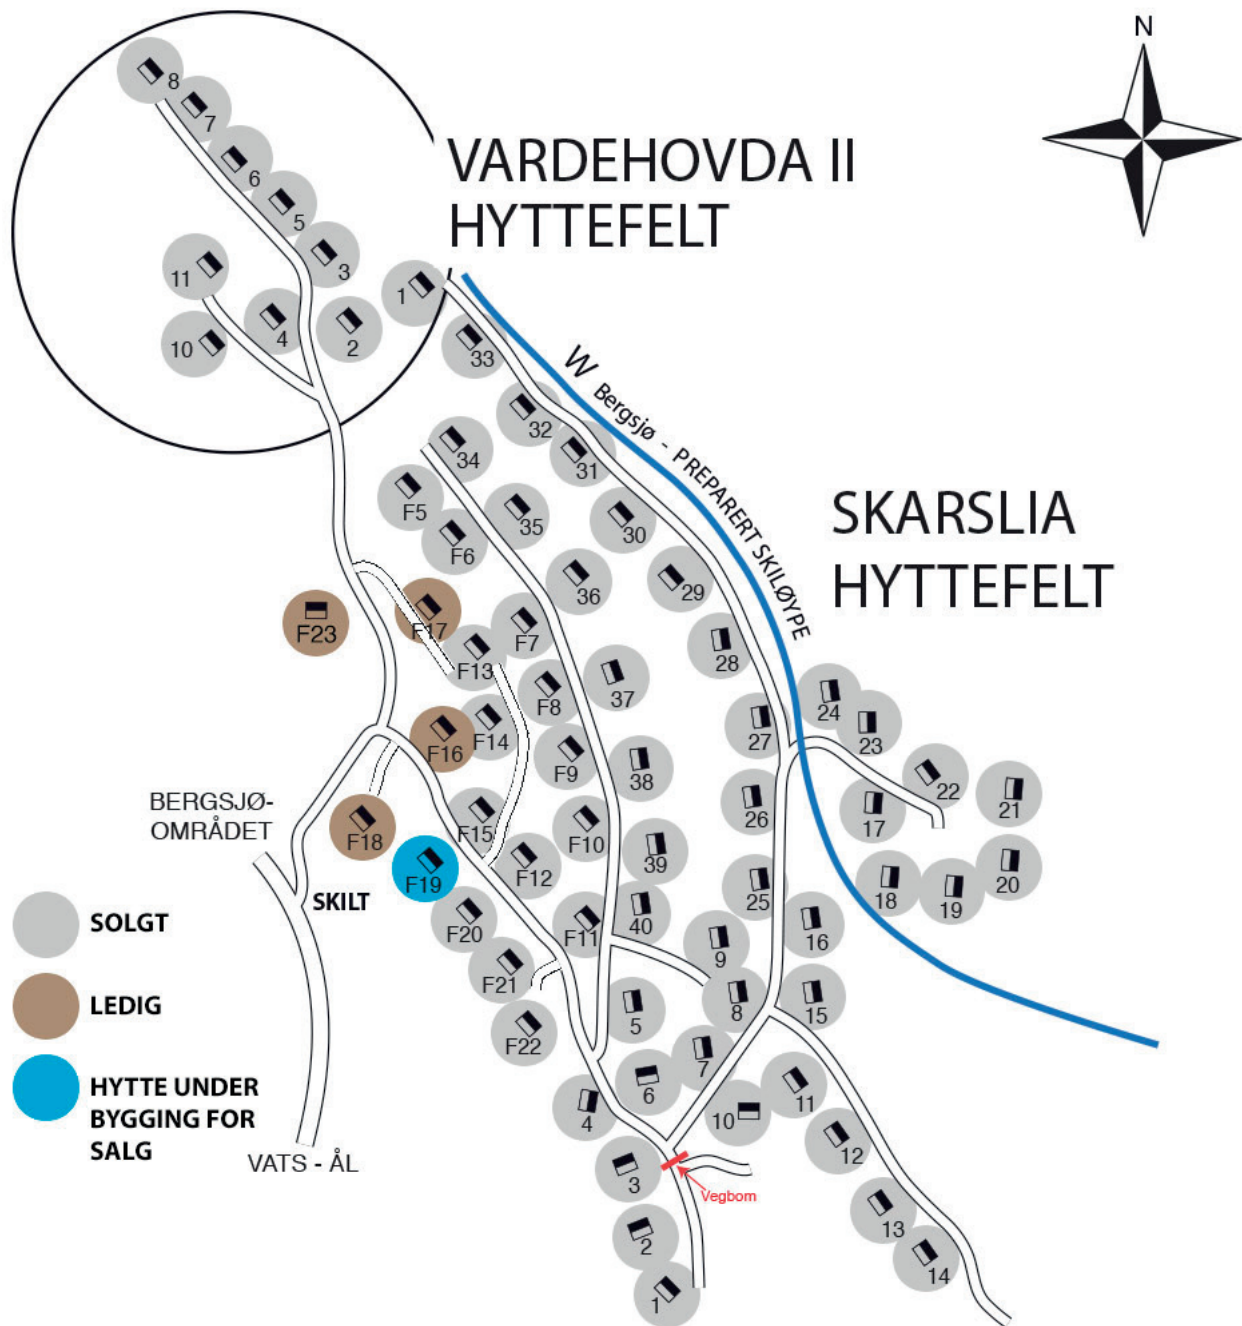 N
VARDEHOVDA II
HYTTEFELT
8
7
6
5
3
11
4
2
10
1
33
32
31
34
35
30
36
29
28
W Bergsjø - PREPARERT SKILØYPE
SKARSLIA
HYTTEFELT
F5
F6
F7
F17
F23
F13
F8
37
F14
F16
F9
38
27
24
23
22
21
26
17
BERGSJØ-
OMRÅDET
F18
F15
F10
F19
F12
39
25
18
19
20
SKILT
F20
F11
40
16
9
F21
8
15
5
F22
7
6
4
10
11
12
3
Vegbom
13
2
14
1
SOLGT
LEDIG
HYTTE UNDER
BYGGING FOR
SALG
VATS - ÅL